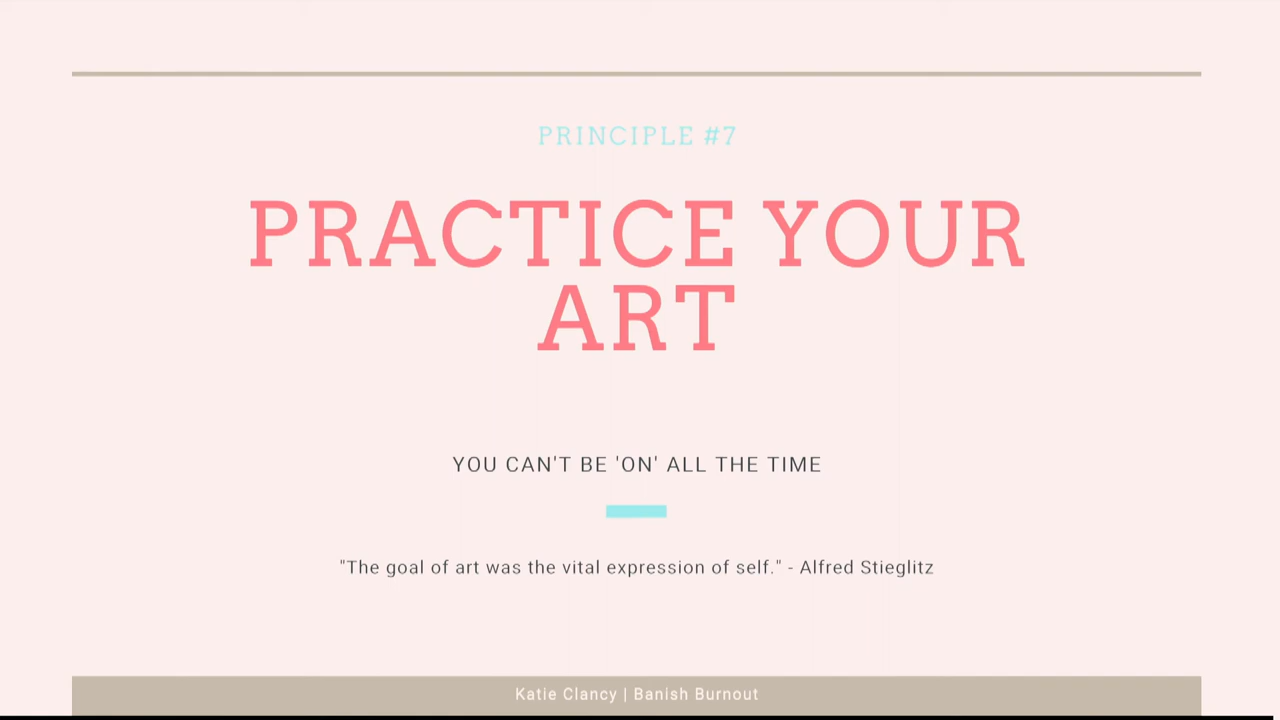 PRINCIPLE #7
PRACTICE YOUR
ART
YOU CAN'T BE 'ON' ALL THE TIME
"The goal of art was the vital expression of self." - Alfred Stieglitz
Katie Clancy | Banish Burnout